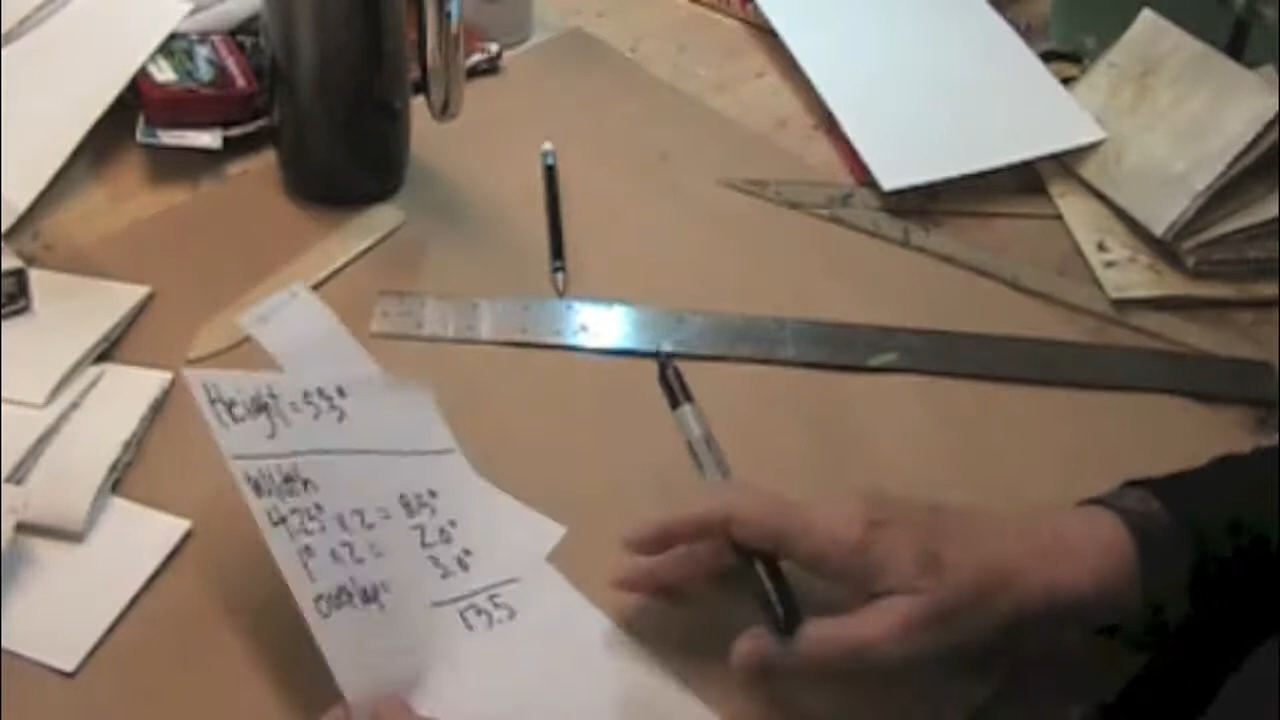 Height = 5.5"
Width
4.25" x 2 = 8.5"
1" x 2 = 2.0"
overlap 3.0"
13.5